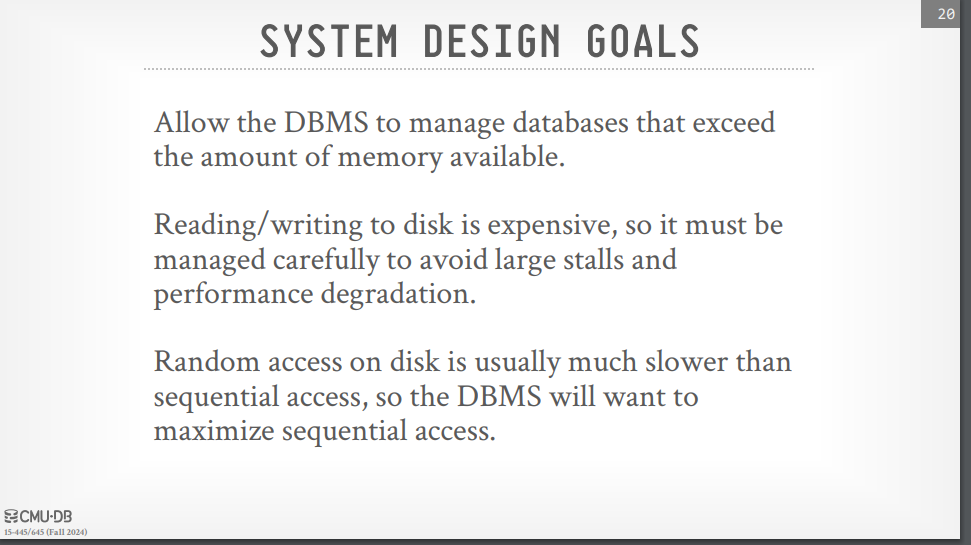 20
SYSTEM DESIGN GOALS
Allow the DBMS to manage databases that exceed
the amount of memory available.
Reading/writing to disk is expensive, so it must be
managed carefully to avoid large stalls and
performance degradation.
Random access on disk is usually much slower than
sequential access, so the DBMS will want to
maximize sequential access.
CMU·DB
15-445/645 (Fall 2024)